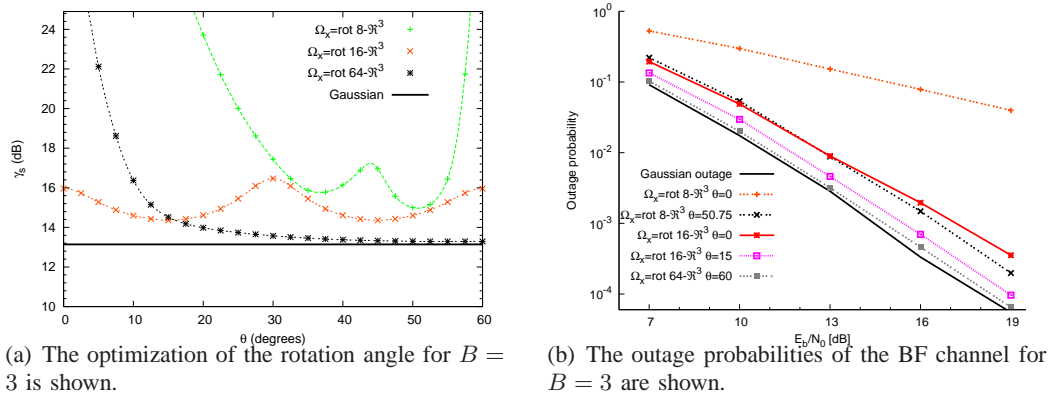 24
22
20
18
16
14
12
10
γs (dB)
0
10
20
30
40
50
60
θ (degrees)
Ωx=rot 8-ℜ³
Ωx=rot 16-ℜ³
Ωx=rot 64-ℜ³
Gaussian
(a) The optimization of the rotation angle for B =
3 is shown.
10⁰
10⁻¹
10⁻²
10⁻³
10⁻⁴
Outage probability
7
10
13
16
19
Eb/N0 [dB]
Gaussian outage
Ωx=rot 8-ℜ³ θ=0
Ωx=rot 8-ℜ³ θ=50.75
Ωx=rot 16-ℜ³ θ=0
Ωx=rot 16-ℜ³ θ=15
Ωx=rot 64-ℜ³ θ=60
(b) The outage probabilities of the BF channel for
B = 3 are shown.